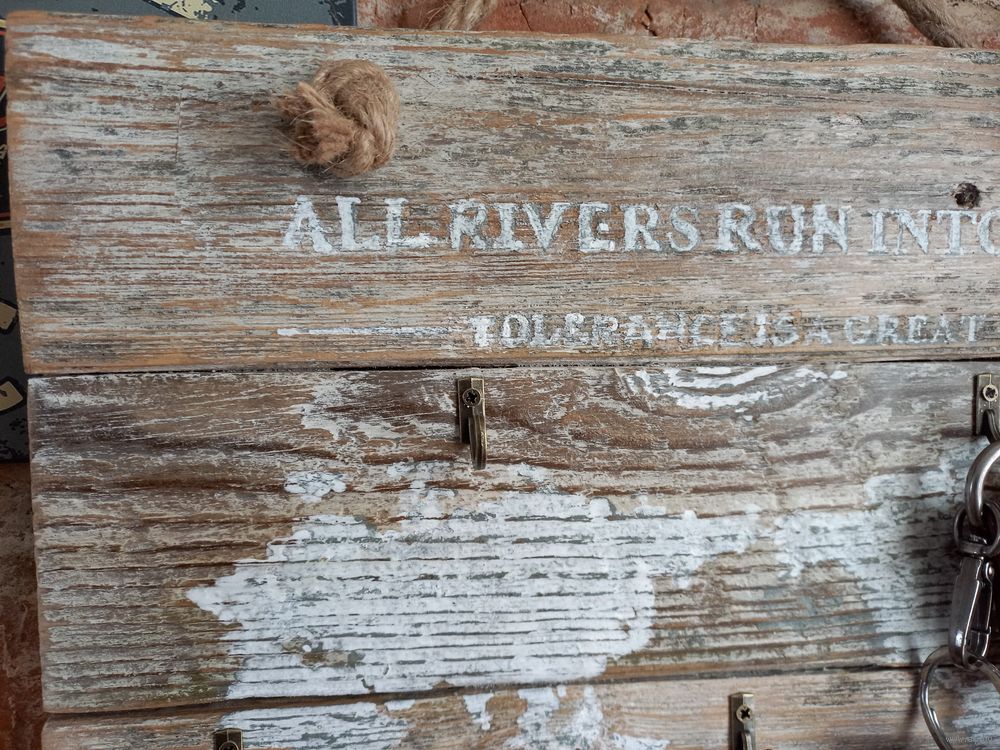 ALL RIVERS RUN INTO
TOLERANCE IS A GREAT